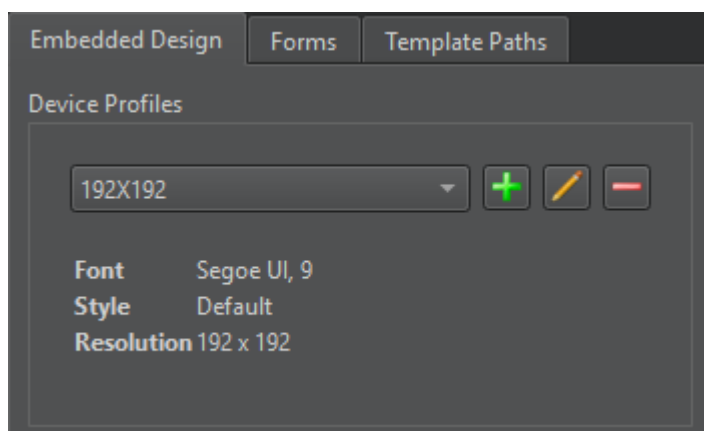 Embedded Design Forms Template Paths
Device Profiles
192X192
Font Segoe UI, 9
Style Default
Resolution 192 x 192